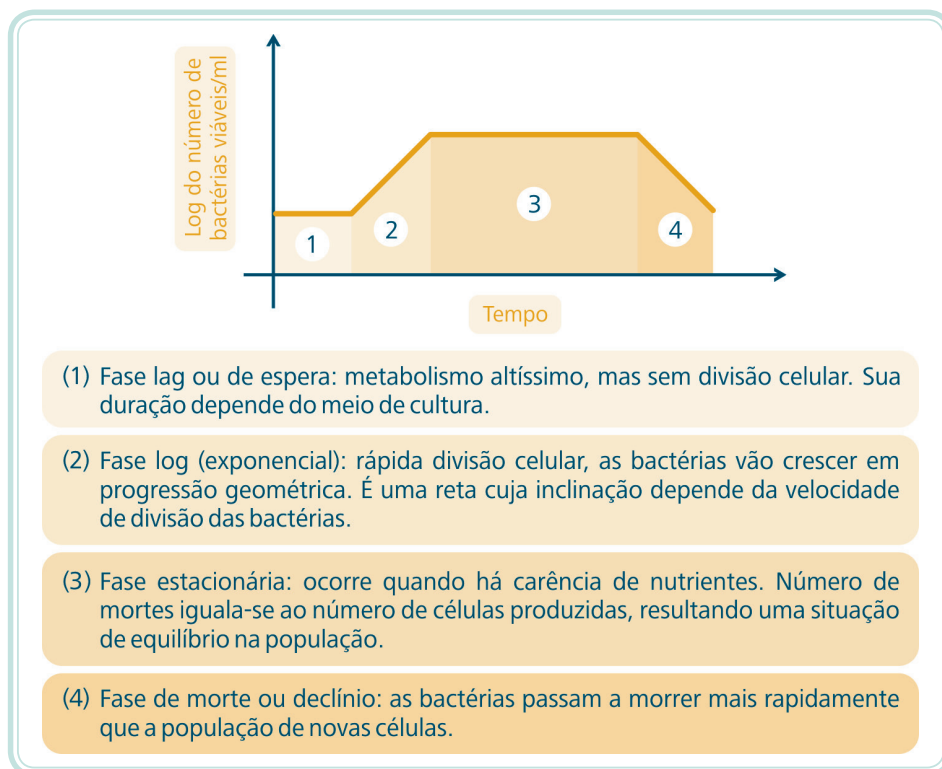 Log do número de
bactérias viáveis/ml
1
2
3
4
Tempo
(1) Fase lag ou de espera: metabolismo altíssimo, mas sem divisão celular. Sua
duração depende do meio de cultura.
(2) Fase log (exponencial): rápida divisão celular, as bactérias vão crescer em
progressão geométrica. É uma reta cuja inclinação depende da velocidade
de divisão das bactérias.
(3) Fase estacionária: ocorre quando há carência de nutrientes. Número de
mortes iguala-se ao número de células produzidas, resultando uma situação
de equilíbrio na população.
(4) Fase de morte ou declínio: as bactérias passam a morrer mais rapidamente
que a população de novas células.